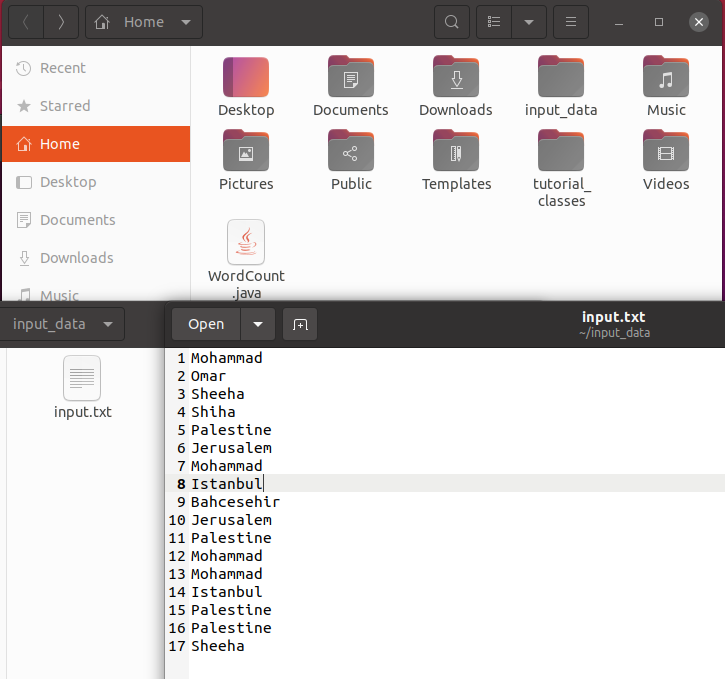 Home
Recent
Starred
Home
Desktop
Documents
Downloads
Music
Desktop
Documents
Downloads
input_data
Music
Pictures
Public
Templates
tutorial_
classes
Videos
WordCount
.java
input_data
input.txt
Open
input.txt
~/input_data
1 Mohammad
2 Omar
3 Sheeha
4 Shiha
5 Palestine
6 Jerusalem
7 Mohammad
8 Istanbul
9 Bahcesehir
10 Jerusalem
11 Palestine
12 Mohammad
13 Mohammad
14 Istanbul
15 Palestine
16 Palestine
17 Sheeha